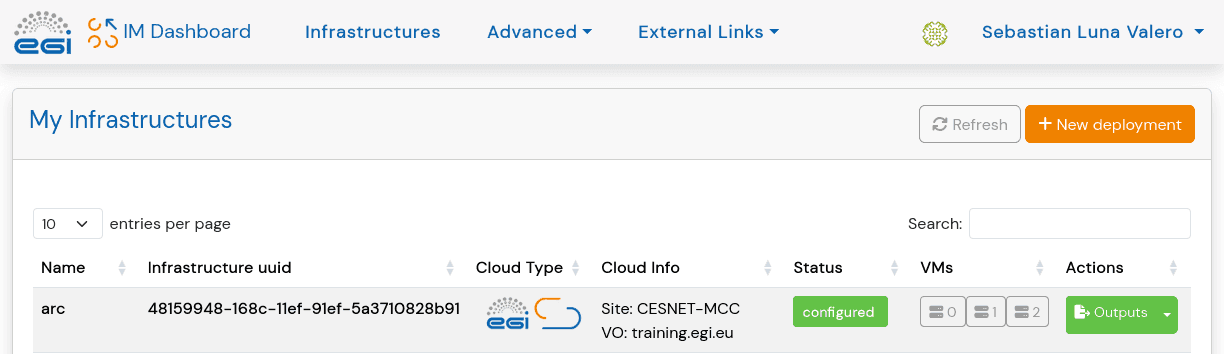 egi IM Dashboard Infrastructures Advanced External Links Sebastian Luna Valero
My Infrastructures Refresh + New deployment
10 entries per page Search:
Name Infrastructure uuid Cloud Type Cloud Info Status VMs Actions
arc 48159948-168c-11ef-91ef-5a3710828b91 egi Site: CESNET-MCC configured 0 1 2 Outputs
VO: training.egi.eu